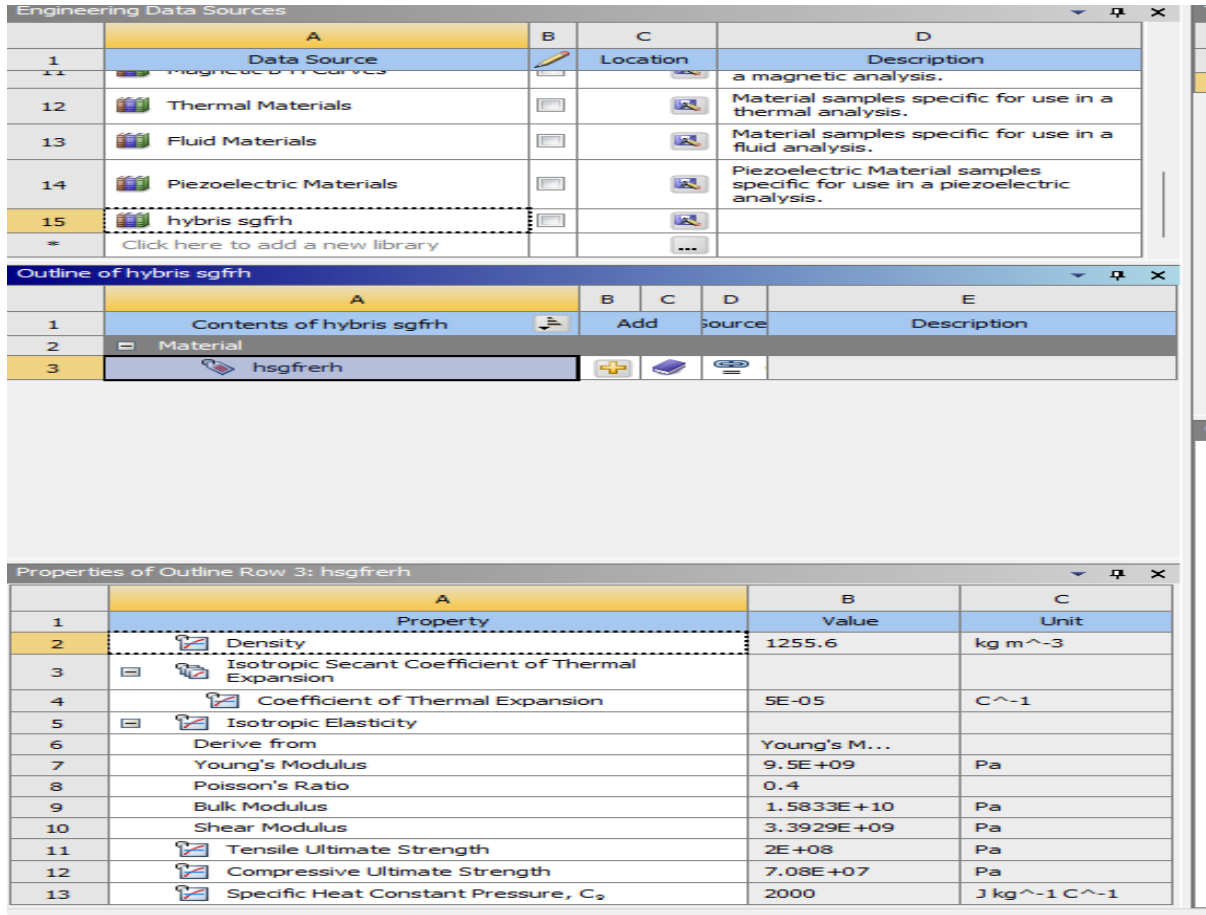 Engineering Data Sources
A B C D
1 Data Source Location Description
11 Magnetic B-H Curves a magnetic analysis.
12 Thermal Materials Material samples specific for use in a
thermal analysis.
13 Fluid Materials Material samples specific for use in a
fluid analysis.
14 Piezoelectric Materials Piezoelectric Material samples
specific for use in a piezoelectric
analysis.
15 hybris sgfrh
* Click here to add a new library ...
Outline of hybris sgfrh
A B C D E
1 Contents of hybris sgfrh Add Source Description
2 Material
3 hsgfrerh
Properties of Outline Row 3: hsgfrerh
A B C
1 Property Value Unit
2 Density 1255.6 kg m^-3
3 Isotropic Secant Coefficient of Thermal
Expansion
4 Coefficient of Thermal Expansion 5E-05 C^-1
5 Isotropic Elasticity
6 Derive from Young's M...
7 Young's Modulus 9.5E+09 Pa
8 Poisson's Ratio 0.4
9 Bulk Modulus 1.5833E+10 Pa
10 Shear Modulus 3.3929E+09 Pa
11 Tensile Ultimate Strength 2E+08 Pa
12 Compressive Ultimate Strength 7.08E+07 Pa
13 Specific Heat Constant Pressure, Cₚ 2000 J kg^-1 C^-1